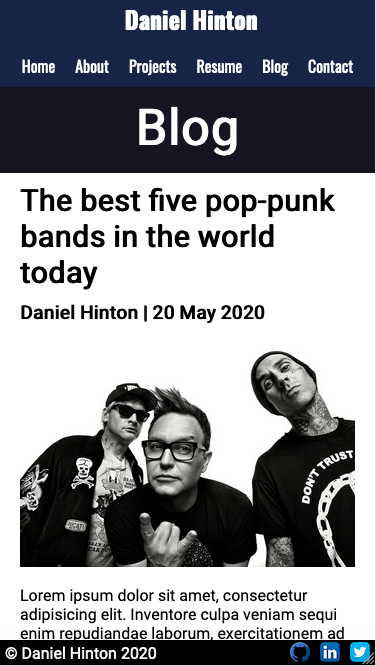 Daniel Hinton
Home About Projects Resume Blog Contact
Blog
The best five pop-punk
bands in the world
today
Daniel Hinton | 20 May 2020
DON'T TRUST
Lorem ipsum dolor sit amet, consectetur
adipisicing elit. Inventore culpa veniam sequi
enim repudiandae laborum, exercitationem ad
© Daniel Hinton 2020